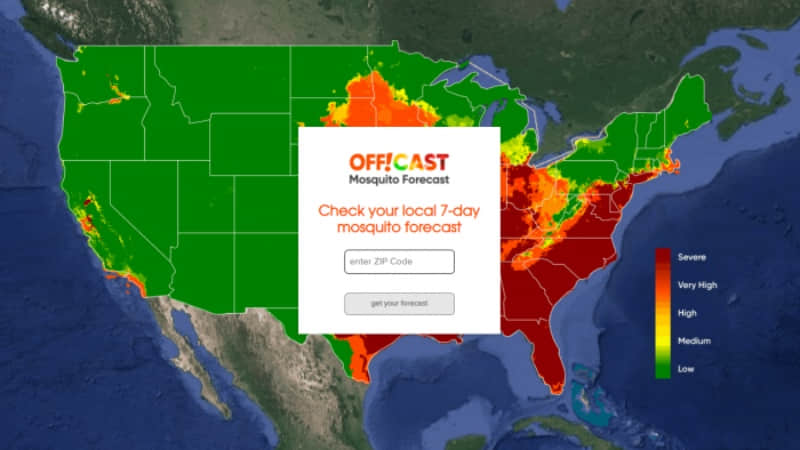 OFF!CAST
Mosquito Forecast
Check your local 7-day
mosquito forecast
enter ZIP Code
get your forecast
Severe
Very High
High
Medium
Low